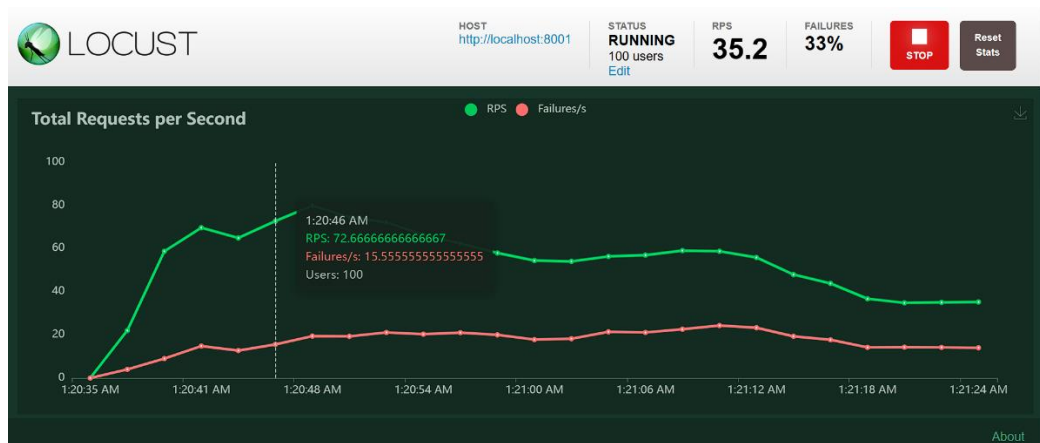 LOCUST
HOST
http://localhost:8001
STATUS
RUNNING
100 users
Edit
RPS
35.2
FAILURES
33%
STOP
Reset
Stats
Total Requests per Second
RPS
Failures/s
100
80
60
40
20
0
1:20:46 AM
RPS: 72.66666666666667
Failures/s: 15.555555555555555
Users: 100
1:20:35 AM
1:20:41 AM
1:20:48 AM
1:20:54 AM
1:21:00 AM
1:21:06 AM
1:21:12 AM
1:21:18 AM
1:21:24 AM
About